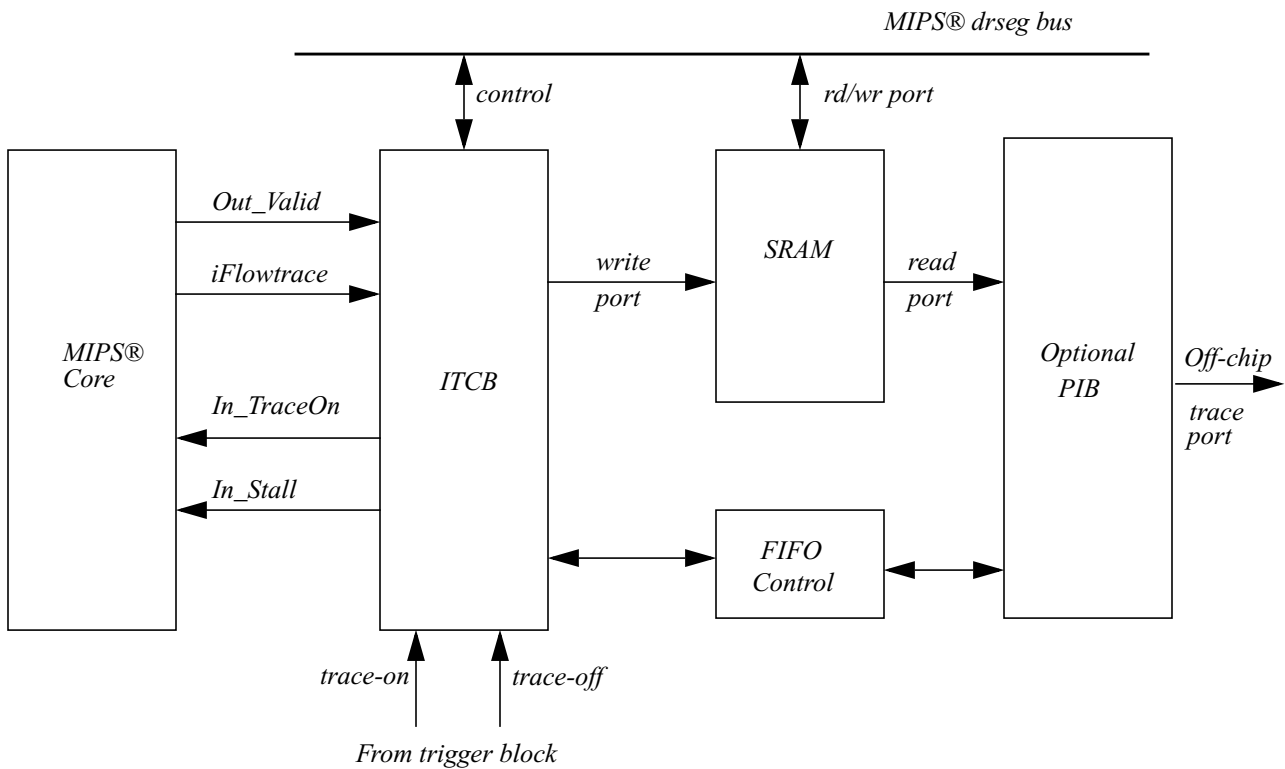 MIPS® drseg bus
control
rd/wr port
Out_Valid
iFlowtrace
MIPS®
Core
In_TraceOn
In_Stall
ITCB
write
port
SRAM
read
port
Optional
PIB
Off-chip
trace
port
FIFO
Control
trace-on
trace-off
From trigger block